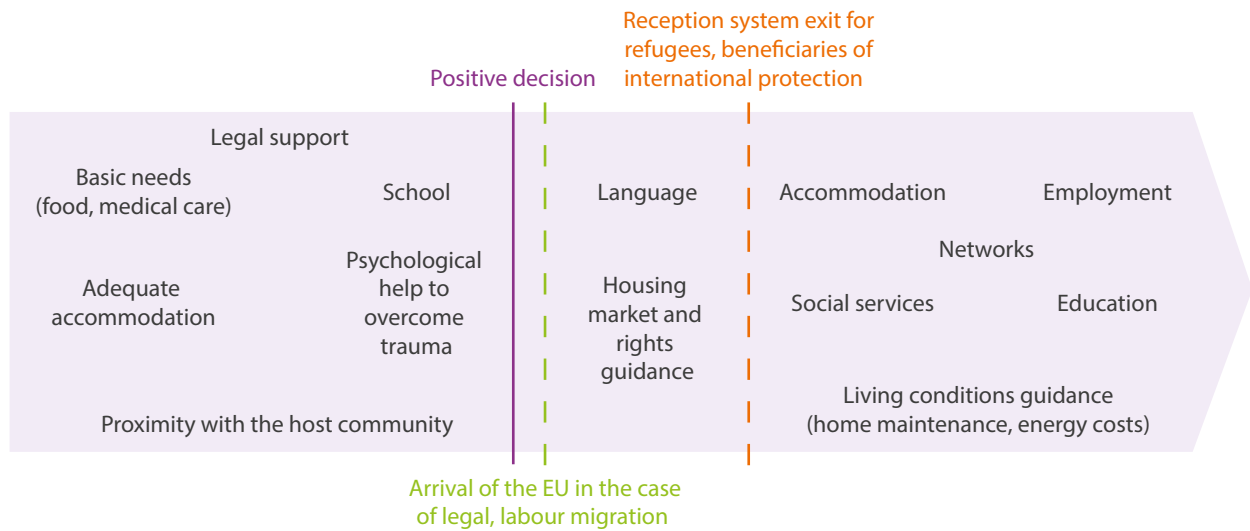 Reception system exit for
refugees, beneficiaries of
international protection
Positive decision
Legal support
Basic needs
(food, medical care)
School
Language
Accommodation
Employment
Networks
Adequate
accommodation
Psychological
help to
overcome
trauma
Housing
market and
rights
guidance
Social services
Education
Proximity with the host community
Living conditions guidance
(home maintenance, energy costs)
Arrival of the EU in the case
of legal, labour migration